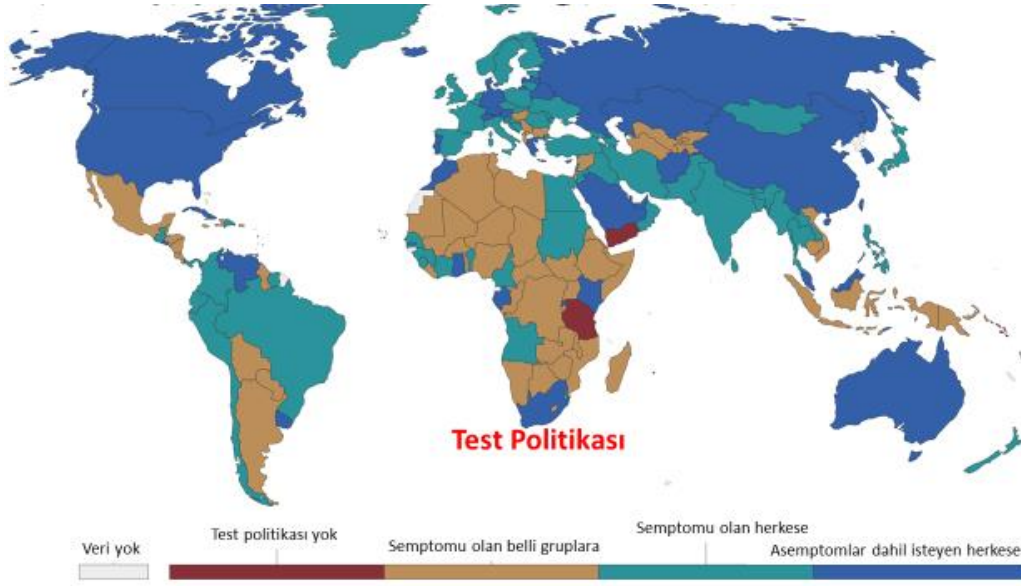 Test Politikası
Veri yok
Test politikası yok
Semptomu olan belli gruplara
Semptomu olan herkese
Asemptomlar dahil isteyen herkese